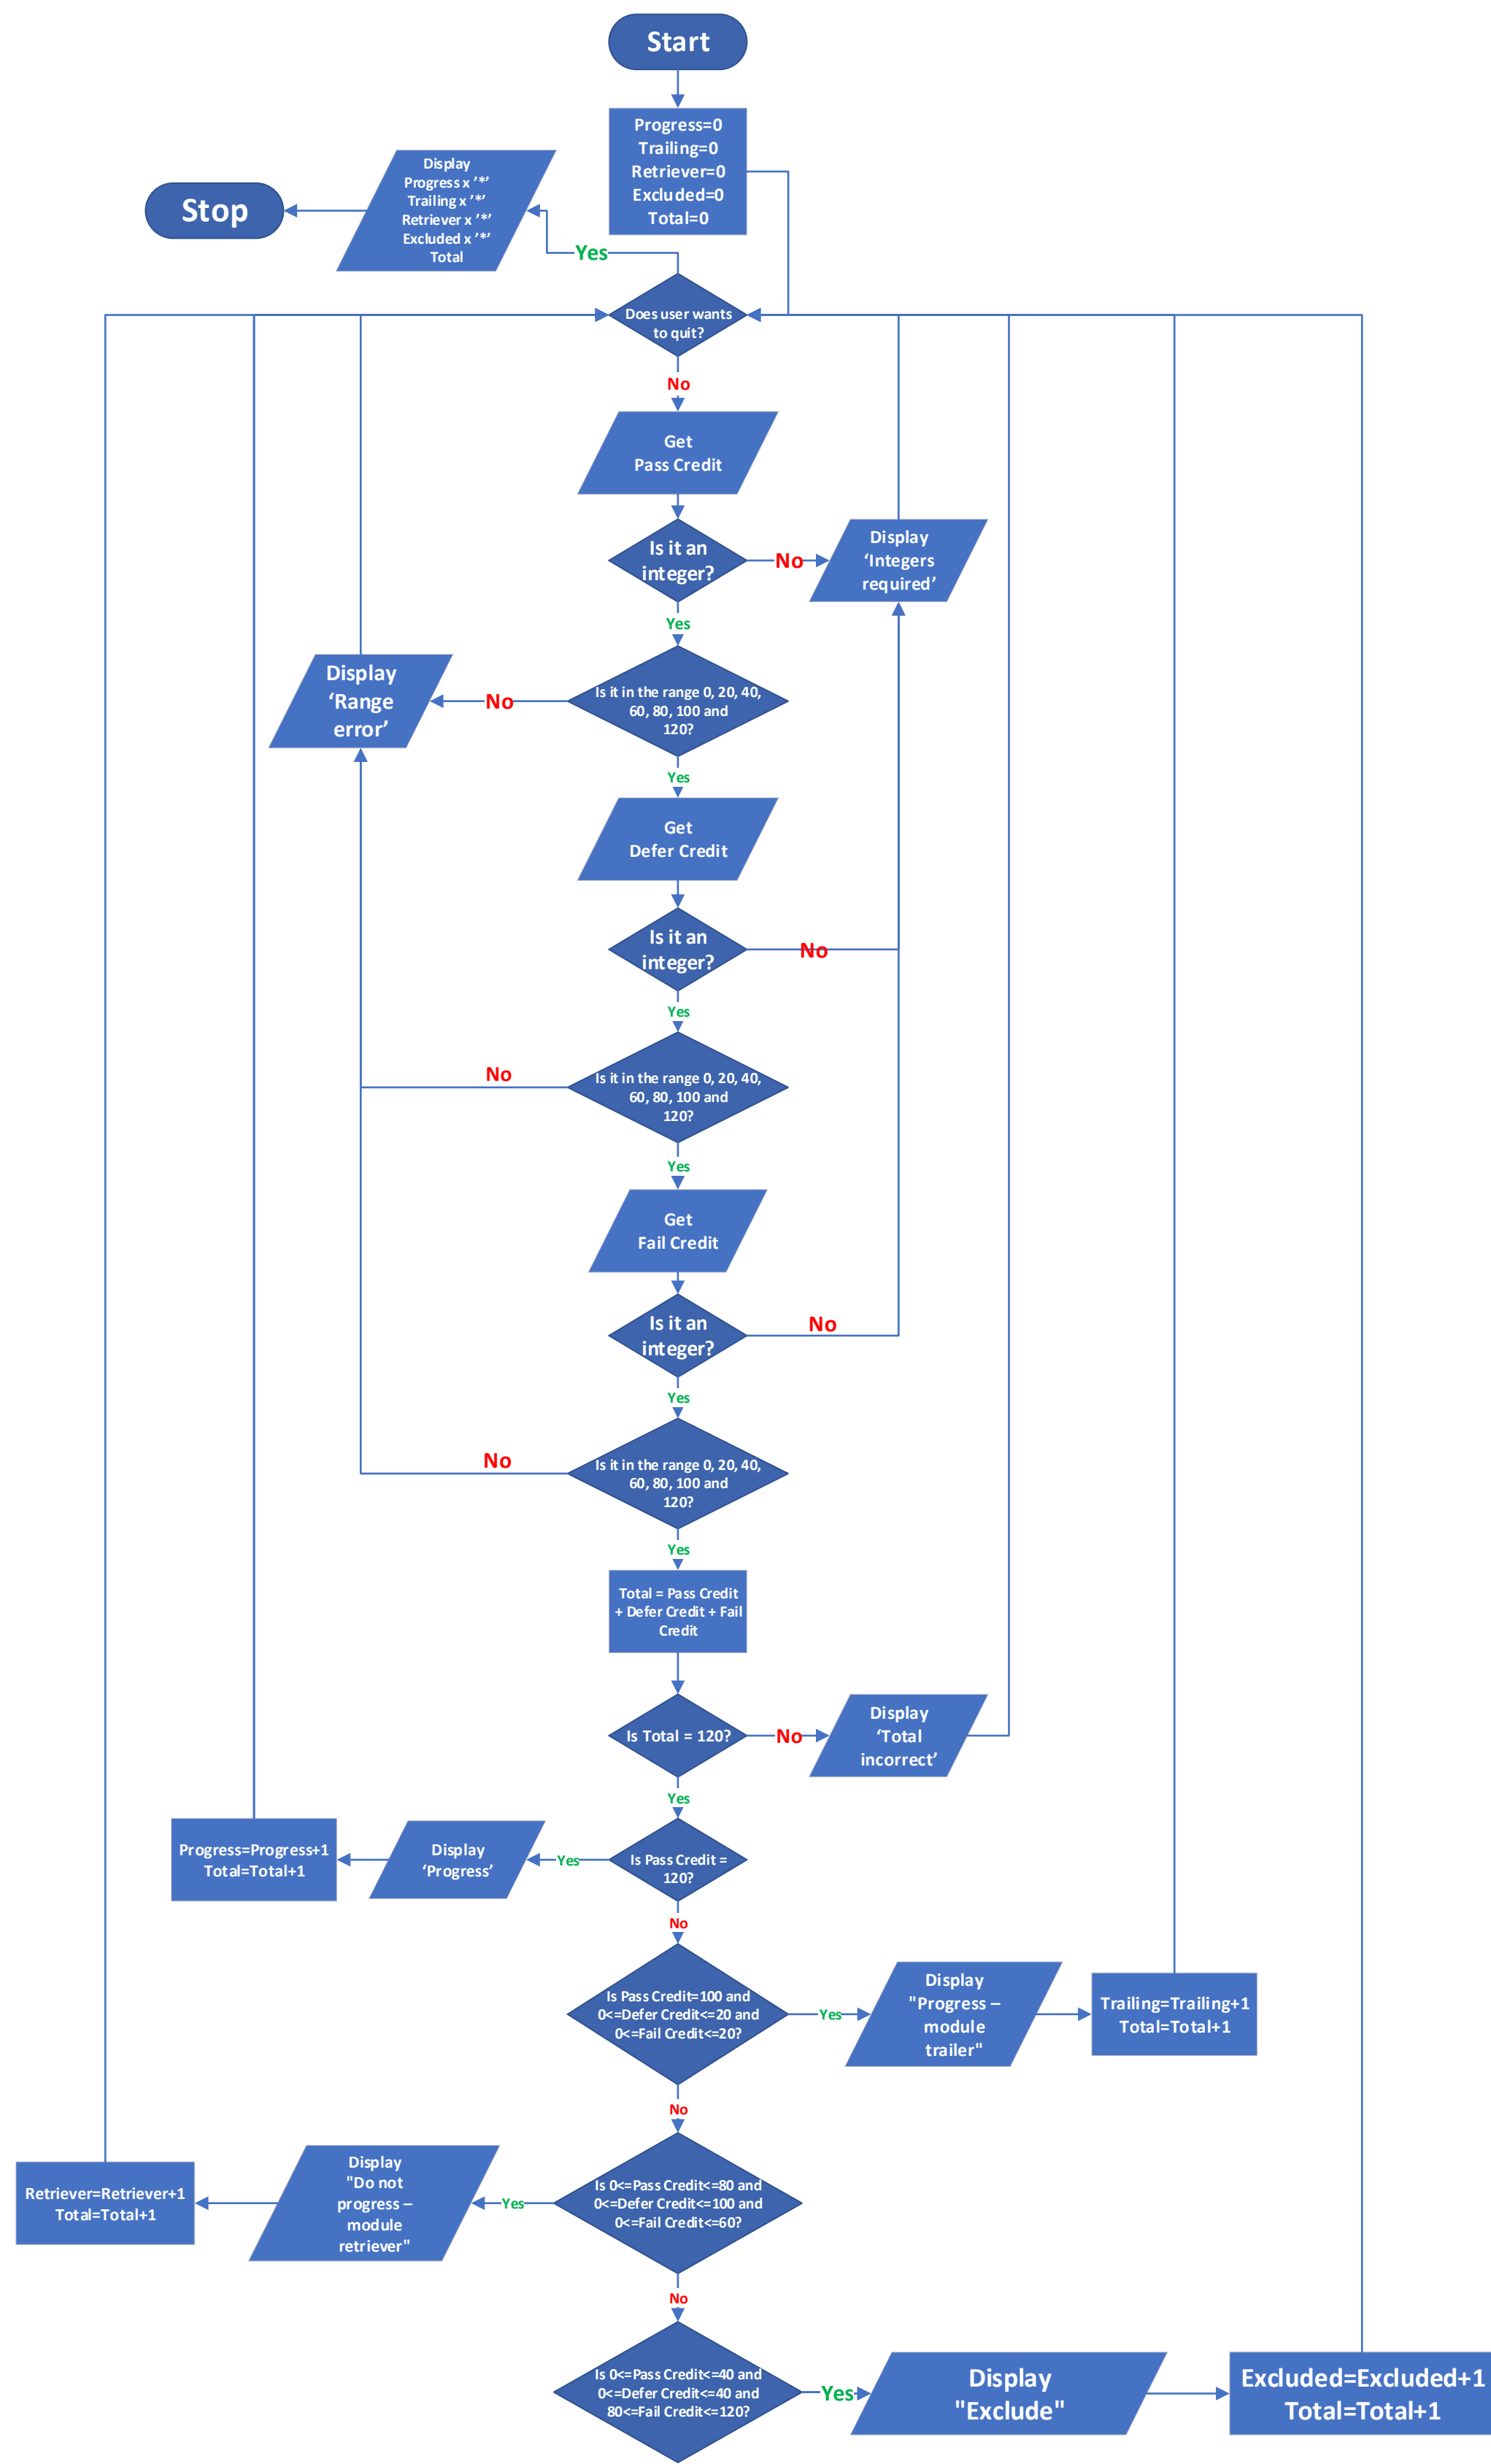 Start
Progress=0
Trailing=0
Retriever=0
Excluded=0
Total=0
Display
Progress x ’*’
Trailing x ’*’
Retriever x ’*’
Excluded x ’*’
Total
Stop
Yes
Does user wants
to quit?
No
Get
Pass Credit
Is it an
integer?
No
Display
‘Integers
required’
Yes
Is it in the range 0, 20, 40,
60, 80, 100 and
120?
No
Display
‘Range
error’
Yes
Get
Defer Credit
Is it an
integer?
No
Yes
Is it in the range 0, 20, 40,
60, 80, 100 and
120?
No
Yes
Get
Fail Credit
Is it an
integer?
No
Yes
Is it in the range 0, 20, 40,
60, 80, 100 and
120?
No
Yes
Total = Pass Credit
+ Defer Credit + Fail
Credit
Is Total = 120?
No
Display
‘Total
incorrect’
Yes
Is Pass Credit =
120?
Yes
Display
‘Progress’
Progress=Progress+1
Total=Total+1
No
Is Pass Credit=100 and
0<=Defer Credit<=20 and
0<=Fail Credit<=20?
Yes
Display
"Progress –
module
trailer"
Trailing=Trailing+1
Total=Total+1
No
Is 0<=Pass Credit<=80 and
0<=Defer Credit<=100 and
0<=Fail Credit<=60?
Yes
Display
"Do not
progress –
module
retriever"
Retriever=Retriever+1
Total=Total+1
No
Is 0<=Pass Credit<=40 and
0<=Defer Credit<=40 and
80<=Fail Credit<=120?
Yes
Display
"Exclude"
Excluded=Excluded+1
Total=Total+1